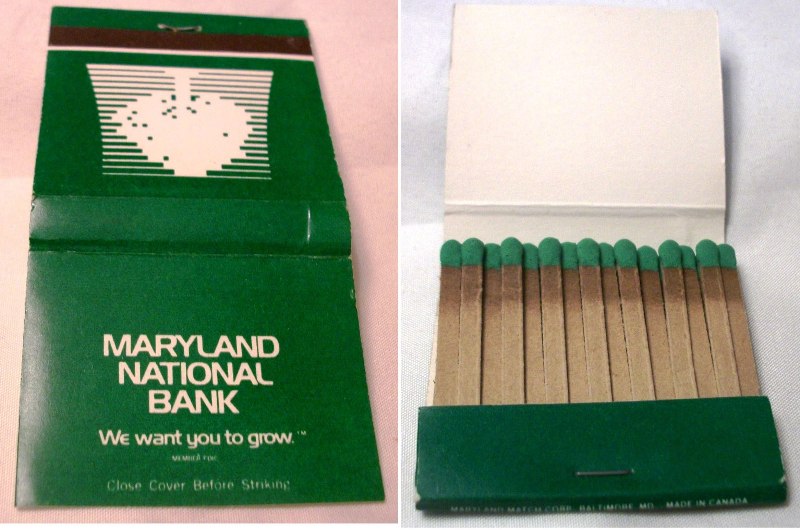 MARYLAND
NATIONAL
BANK
We want you to grow.™
MEMBER FDIC
Close Cover Before Striking
MARYLAND MATCH CORP. BALTIMORE, MD. MADE IN CANADA